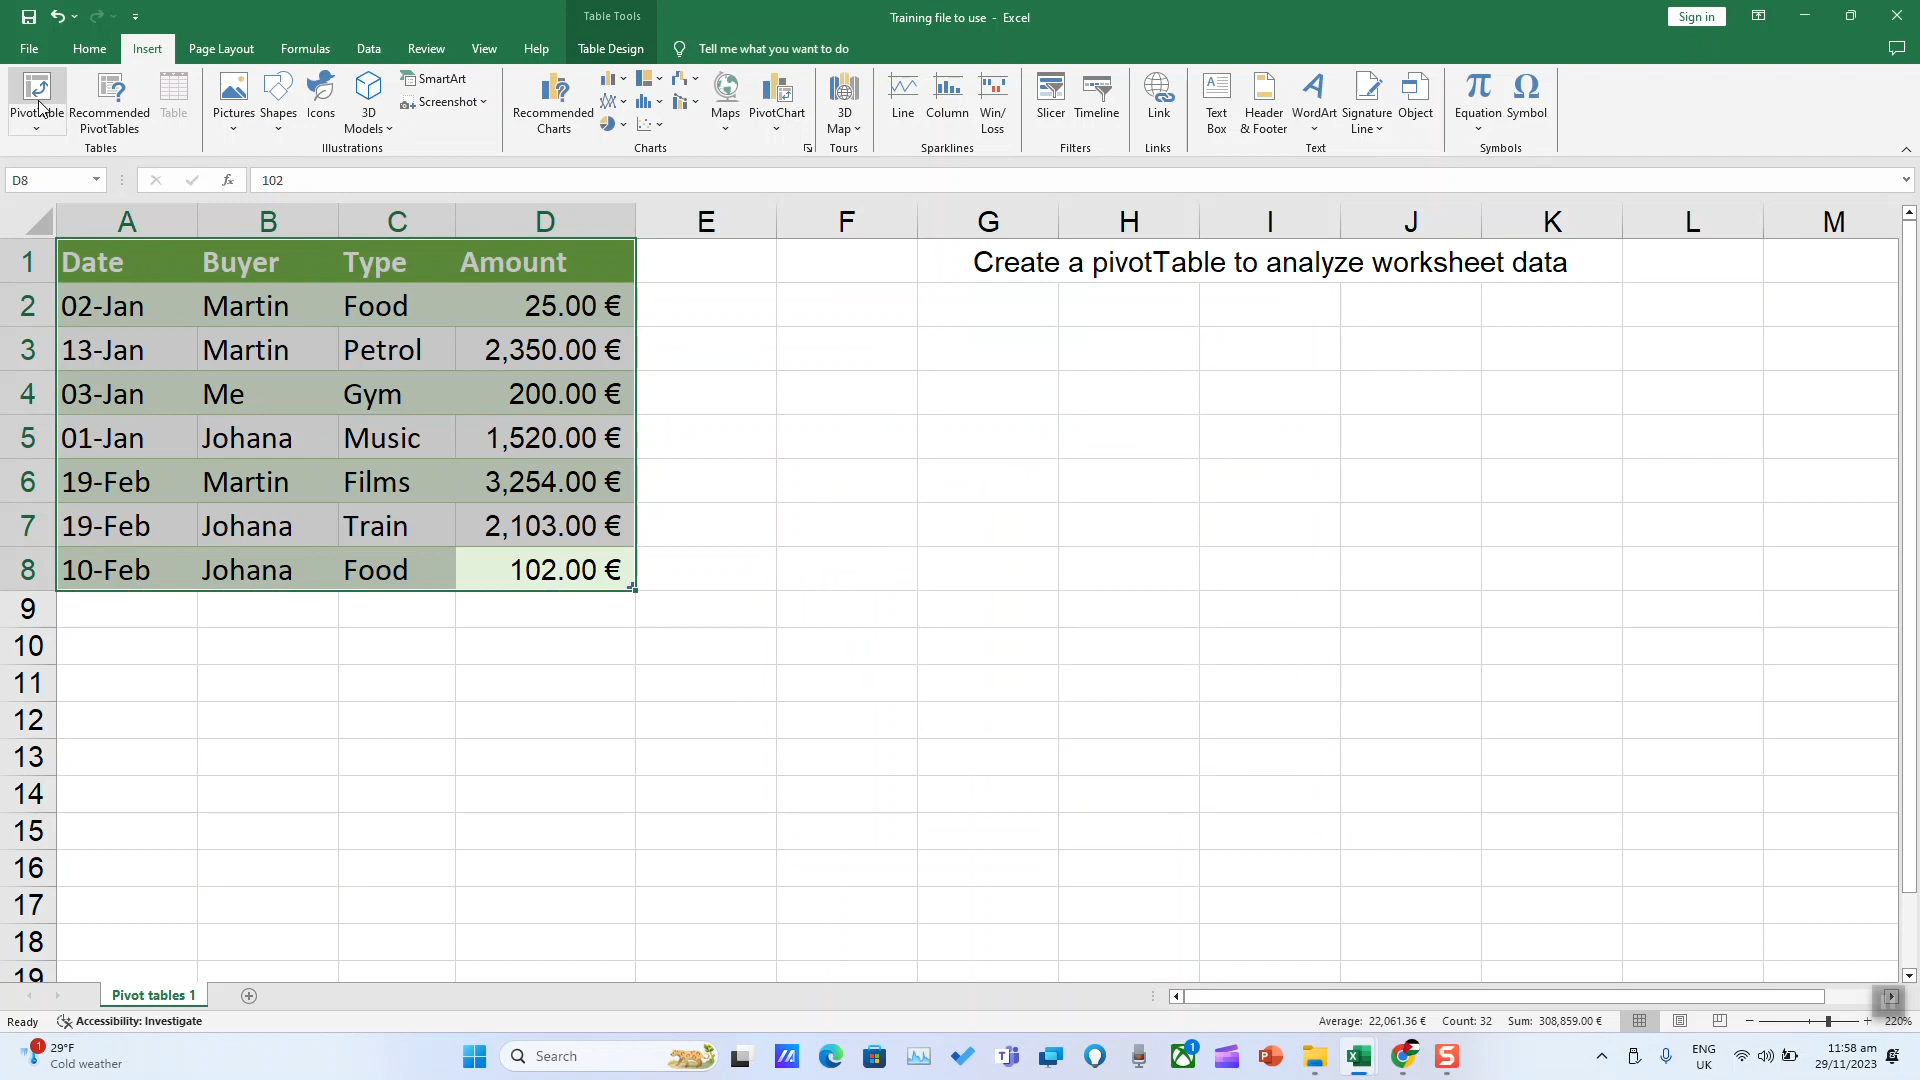 Table Tools
Training file to use - Excel
Sign in
File Home Insert Page Layout Formulas Data Review View Help Table Design Tell me what you want to do
PivotTable
Recommended PivotTables
Table
Tables
Pictures
Shapes
Icons
3D Models
SmartArt
Screenshot
Illustrations
Recommended Charts
Maps
PivotChart
Charts
3D Map
Tours
Line
Column
Win/ Loss
Sparklines
Slicer
Timeline
Filters
Link
Links
Text Box
Header & Footer
WordArt
Signature Line
Object
Text
π Equation
Ω Symbol
Symbols
D8 fx 102
A B C D E F G H I J K L M
1 Date Buyer Type Amount Create a pivotTable to analyze worksheet data
2 02-Jan Martin Food 25.00 €
3 13-Jan Martin Petrol 2,350.00 €
4 03-Jan Me Gym 200.00 €
5 01-Jan Johana Music 1,520.00 €
6 19-Feb Martin Films 3,254.00 €
7 19-Feb Johana Train 2,103.00 €
8 10-Feb Johana Food 102.00 €
9
10
11
12
13
14
15
16
17
18
19
Pivot tables 1
Ready Accessibility: Investigate Average: 22,061.36 € Count: 32 Sum: 308,859.00 € 220%
1 29°F
Cold weather
Search
1
ENG
UK
11:58 am
29/11/2023